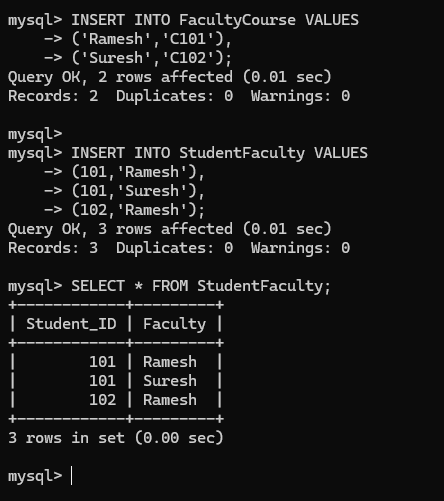 mysql> INSERT INTO FacultyCourse VALUES
    -> ('Ramesh','C101'),
    -> ('Suresh','C102');
Query OK, 2 rows affected (0.01 sec)
Records: 2  Duplicates: 0  Warnings: 0

mysql>
mysql> INSERT INTO StudentFaculty VALUES
    -> (101,'Ramesh'),
    -> (101,'Suresh'),
    -> (102,'Ramesh');
Query OK, 3 rows affected (0.01 sec)
Records: 3  Duplicates: 0  Warnings: 0

mysql> SELECT * FROM StudentFaculty;
+------------+---------+
| Student_ID | Faculty |
+------------+---------+
|        101 | Ramesh  |
|        101 | Suresh  |
|        102 | Ramesh  |
+------------+---------+
3 rows in set (0.00 sec)

mysql>